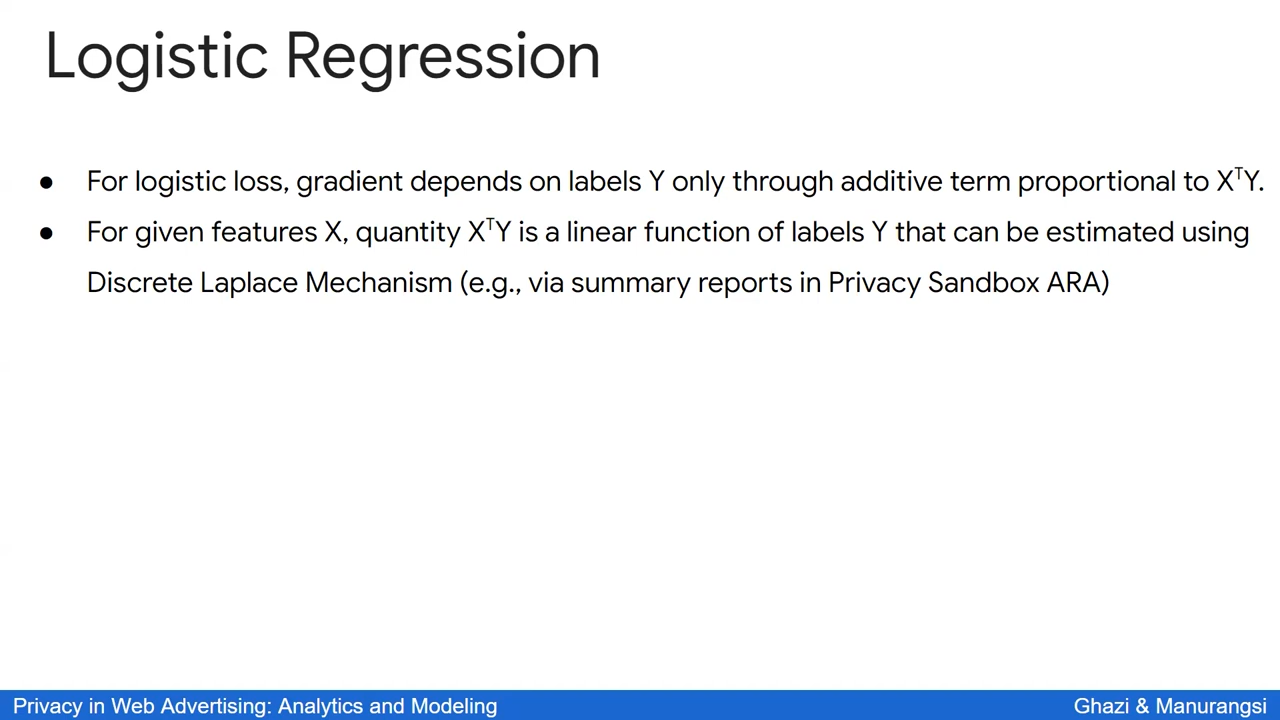 Logistic Regression
● For logistic loss, gradient depends on labels Y only through additive term proportional to XᵀY.
● For given features X, quantity XᵀY is a linear function of labels Y that can be estimated using
Discrete Laplace Mechanism (e.g., via summary reports in Privacy Sandbox ARA)
Privacy in Web Advertising: Analytics and Modeling
Ghazi & Manurangsi